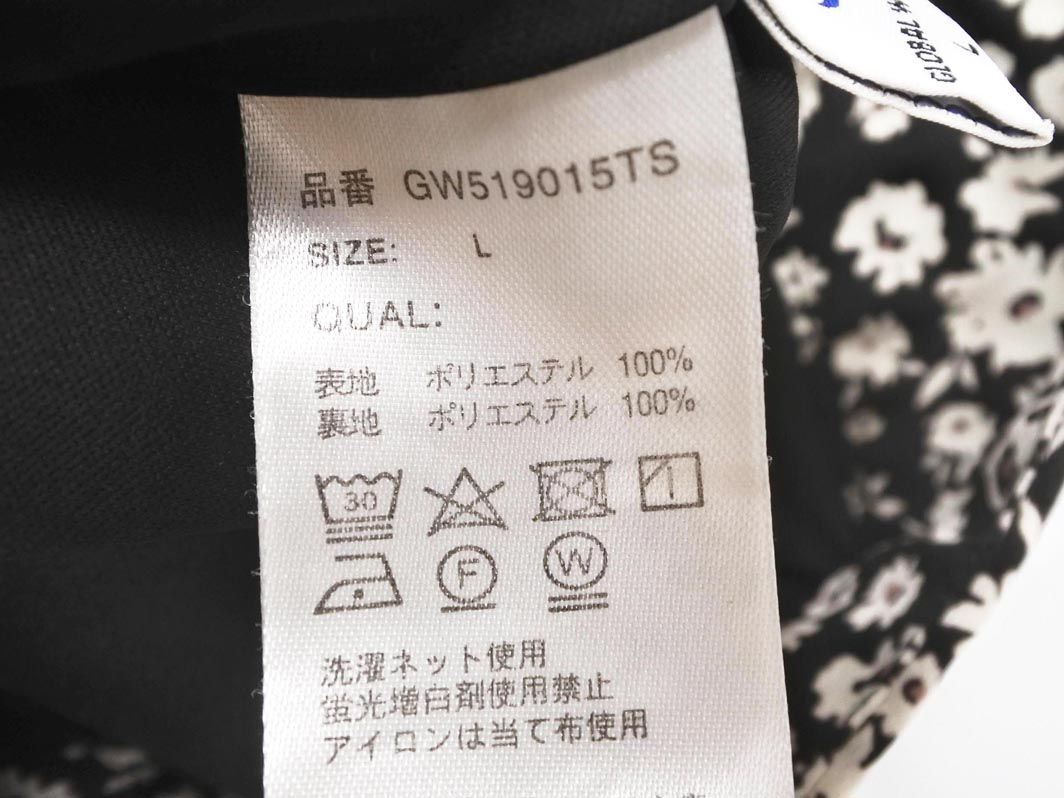 GLOBAL W
品番 GW519015TS
SIZE: L
QUAL:
表地 ポリエステル 100%
裏地 ポリエステル 100%
30
F W
洗濯ネット使用
蛍光増白剤使用禁止
アイロンは当て布使用